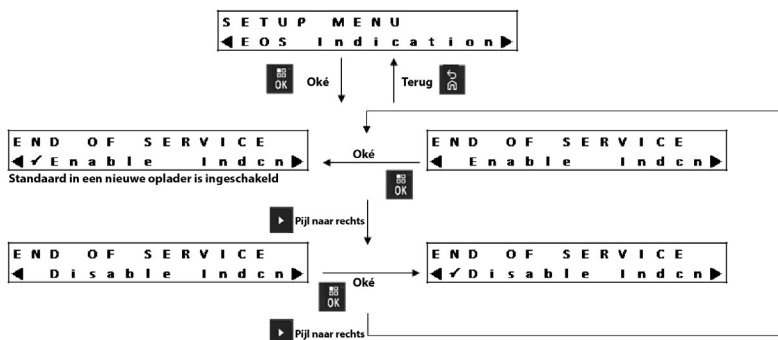 SETUP MENU
◀EOS Indication▶
OK
Oké
Terug
END OF SERVICE
◀✓Enable Indcn▶
Standaard in een nieuwe oplader is ingeschakeld
Oké
OK
END OF SERVICE
◀ Enable Indcn▶
Pijl naar rechts
END OF SERVICE
◀ Disable Indcn▶
OK
Oké
END OF SERVICE
◀✓Disable Indcn▶
Pijl naar rechts